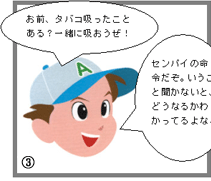 お前、タバコ吸ったこと
ある？一緒に吸おうぜ！
センパイの命
令だぞ。いうこ
と聞かないと、
どうなるかわ
かってるよな。
A
③